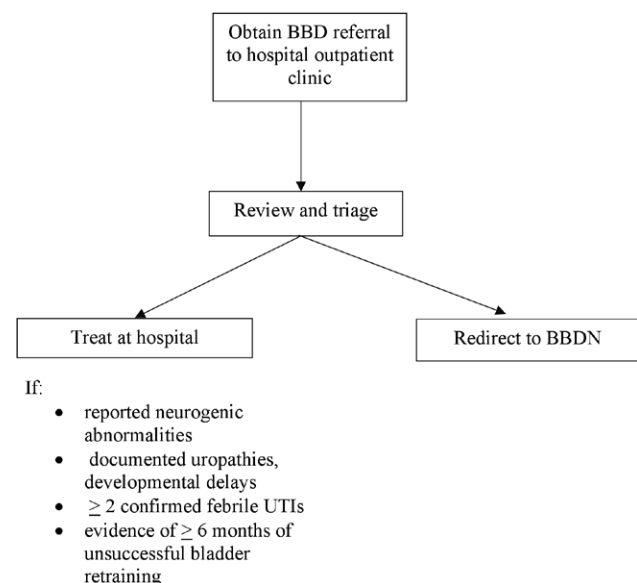 Obtain BBD referral
to hospital outpatient
clinic
Review and triage
Treat at hospital
Redirect to BBDN
If:
• reported neurogenic
abnormalities
• documented uropathies,
developmental delays
• ≥ 2 confirmed febrile UTIs
• evidence of ≥ 6 months of
unsuccessful bladder
retraining